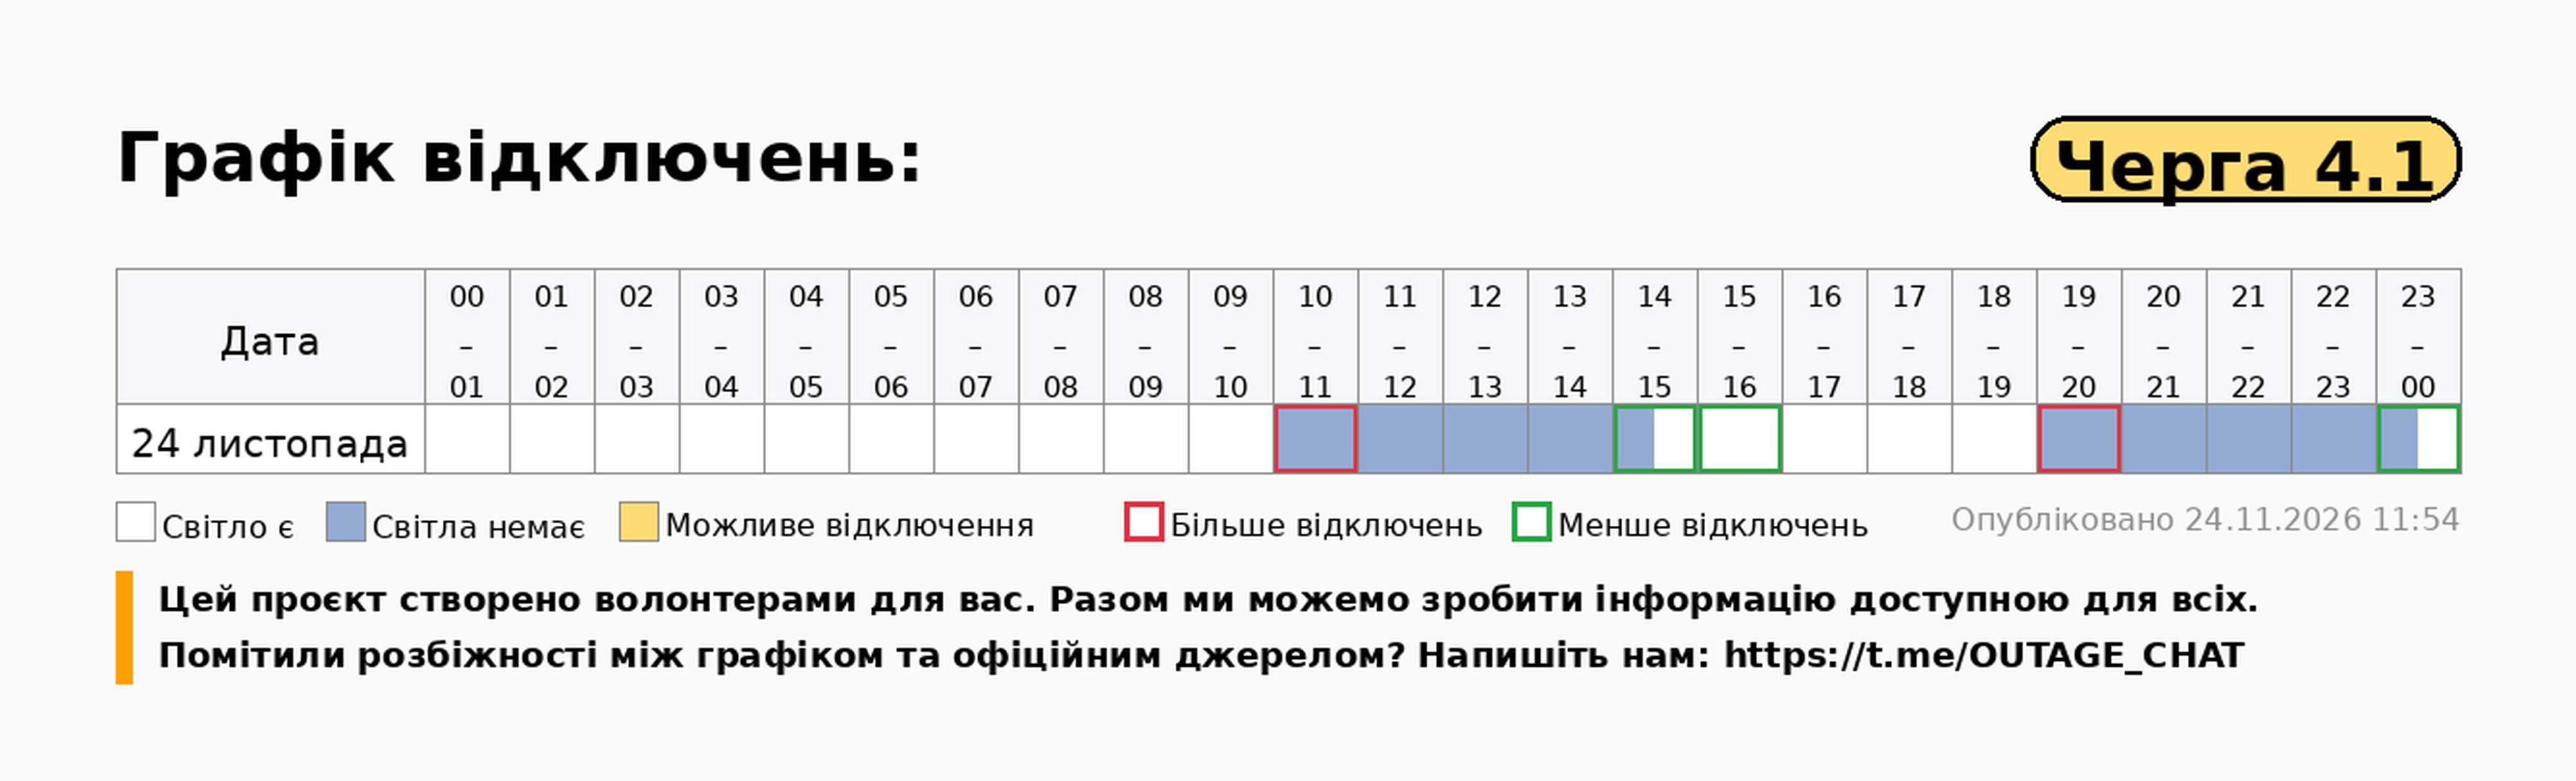 Графік відключень:
Черга 4.1
Дата
00 – 01
01 – 02
02 – 03
03 – 04
04 – 05
05 – 06
06 – 07
07 – 08
08 – 09
09 – 10
10 – 11
11 – 12
12 – 13
13 – 14
14 – 15
15 – 16
16 – 17
17 – 18
18 – 19
19 – 20
20 – 21
21 – 22
22 – 23
23 – 00
24 листопада
Світло є
Світла немає
Можливе відключення
Більше відключень
Менше відключень
Опубліковано 24.11.2026 11:54
Цей проєкт створено волонтерами для вас. Разом ми можемо зробити інформацію доступною для всіх.
Помітили розбіжності між графіком та офіційним джерелом? Напишіть нам: https://t.me/OUTAGE_CHAT